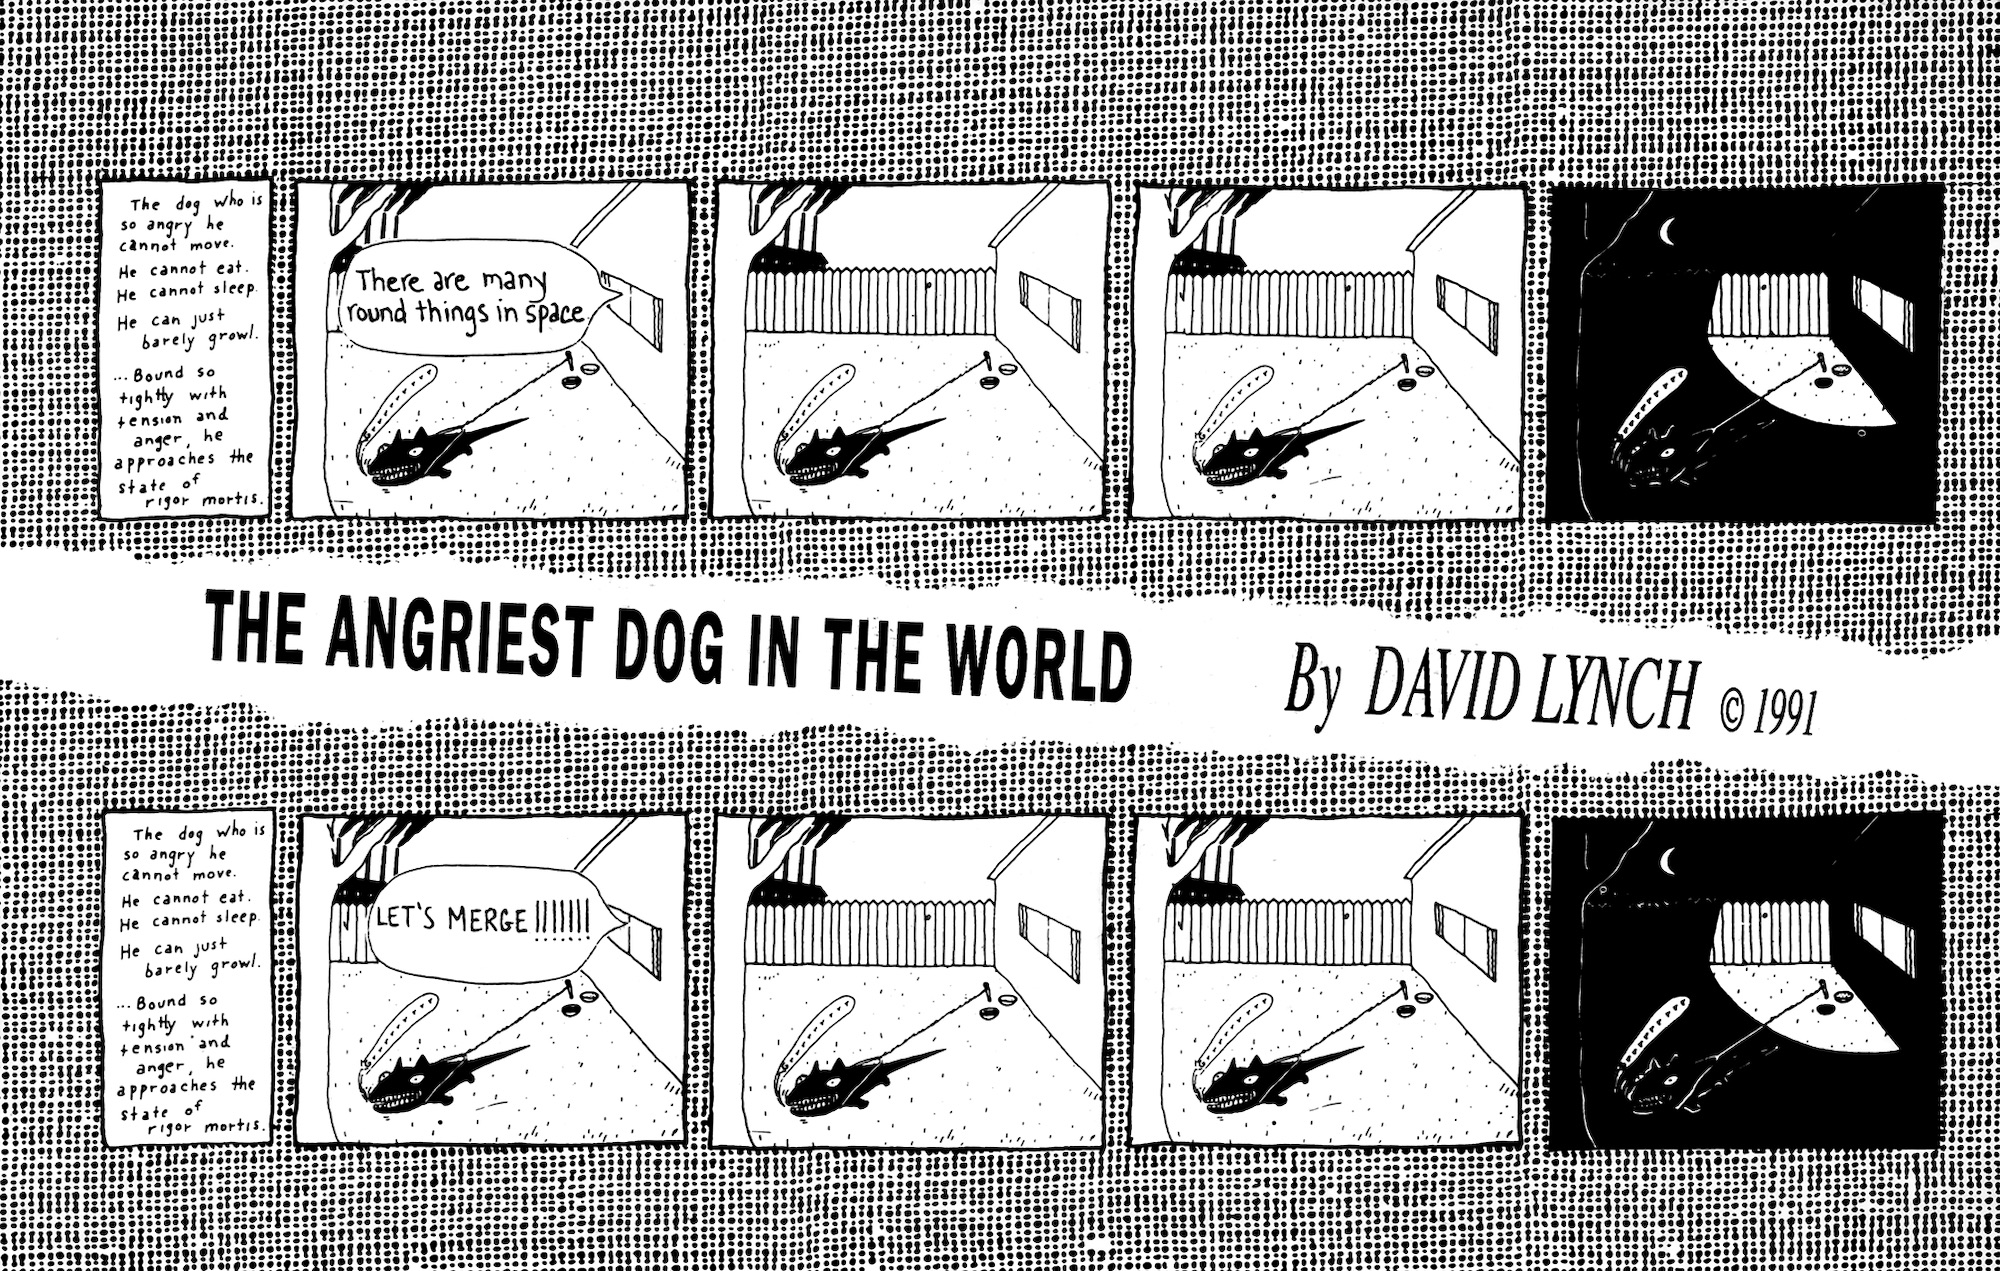 The dog who is
so angry he
cannot move.
He cannot eat.
He cannot sleep.
He can just
barely growl.
...Bound so
tightly with
tension and
anger, he
approaches the
state of
rigor mortis.
There are many
round things in space
THE ANGRIEST DOG IN THE WORLD By DAVID LYNCH © 1991
The dog who is
so angry he
cannot move.
He cannot eat.
He cannot sleep.
He can just
barely growl.
...Bound so
tightly with
tension and
anger, he
approaches the
state of
rigor mortis.
LET'S MERGE!!!!!!!